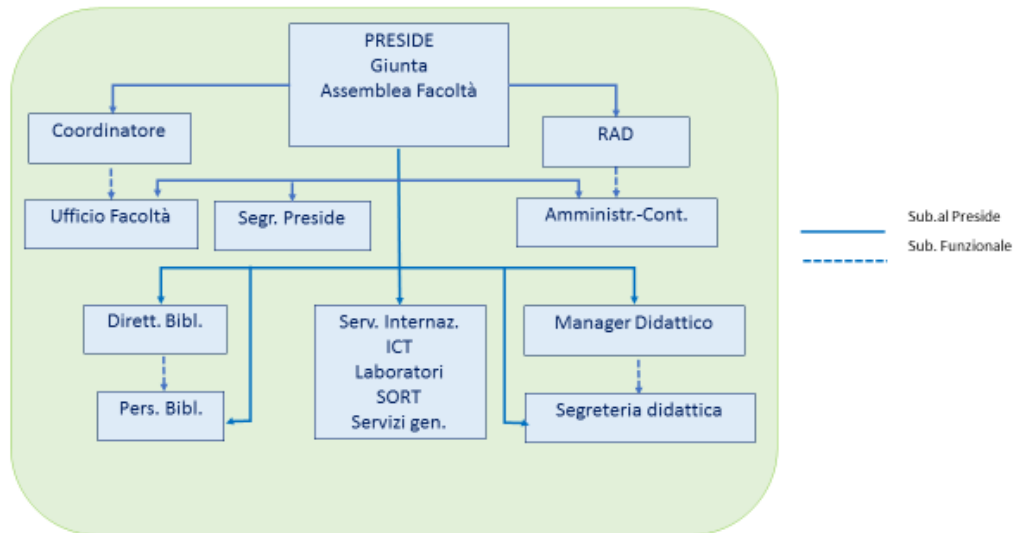 PRESIDE
Giunta
Assemblea Facoltà
Coordinatore
RAD
Ufficio Facoltà
Segr. Preside
Amministr.-Cont.
Sub.al Preside
Sub. Funzionale
Dirett. Bibl.
Serv. Internaz.
ICT
Laboratori
SORT
Servizi gen.
Manager Didattico
Pers. Bibl.
Segreteria didattica